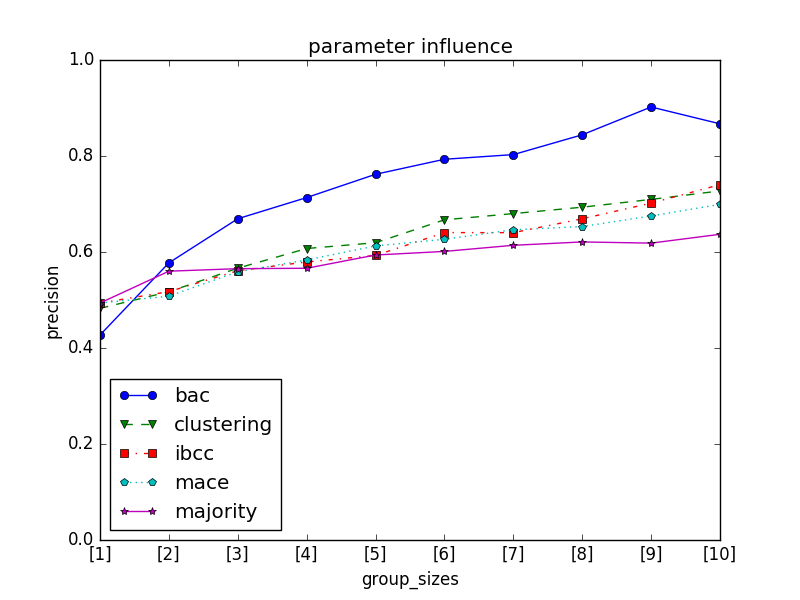 parameter influence
1.0
0.8
0.6
0.4
0.2
0.0
precision
bac
clustering
ibcc
mace
majority
[1] [2] [3] [4] [5] [6] [7] [8] [9] [10]
group_sizes